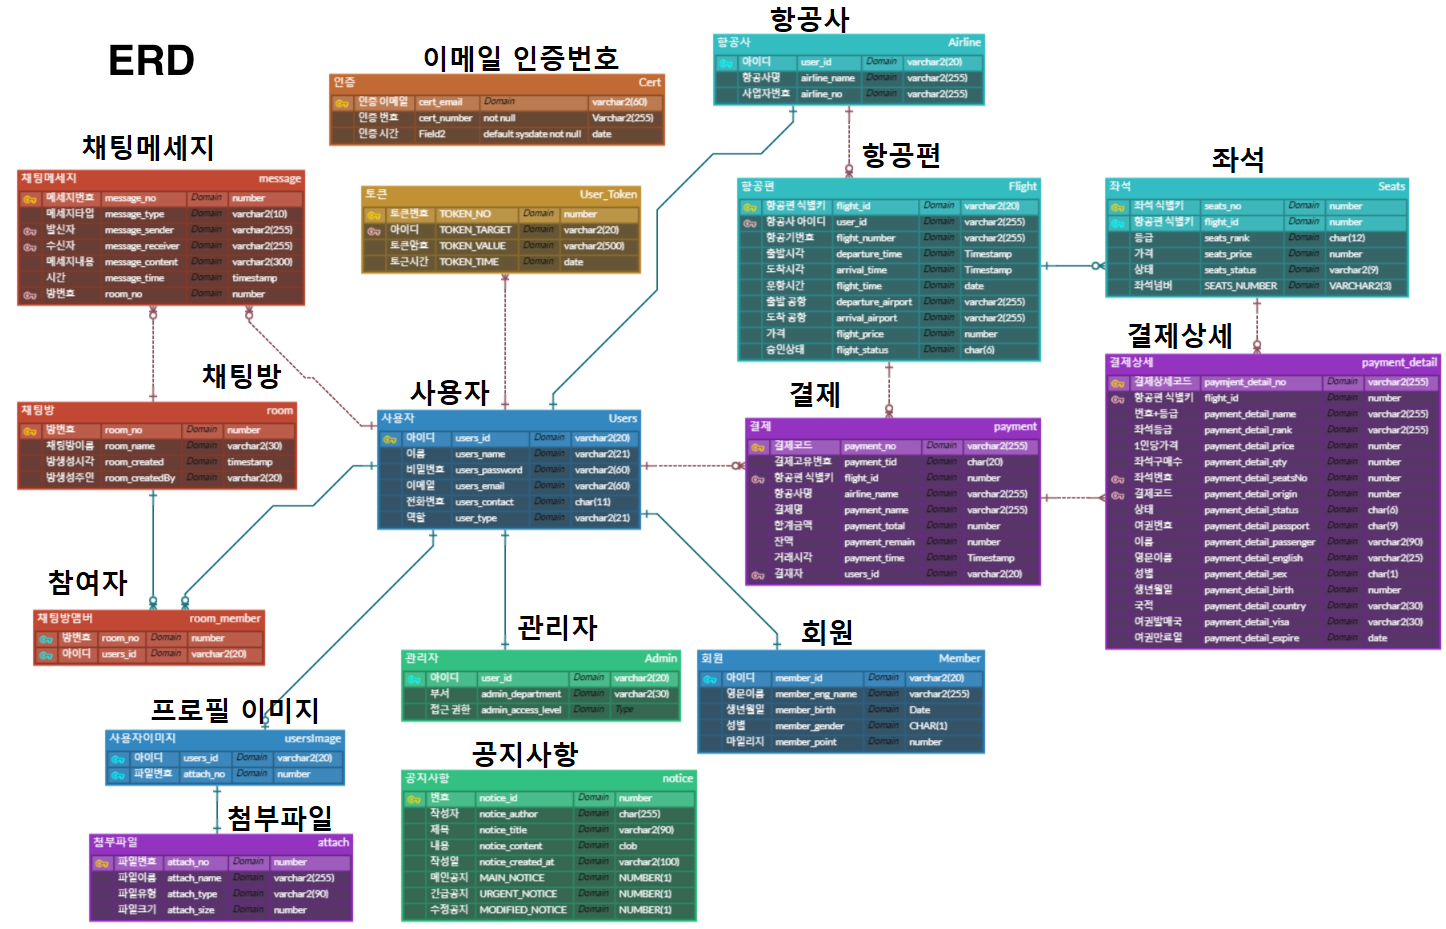 ERD
이메일 인증번호
인증 Cert
인증 이메일 cert_email Domain varchar2(60)
인증 번호 cert_number not null Varchar2(255)
인증 시간 Field2 default sysdate not null date
항공사
항공사 Airline
아이디 user_id Domain varchar2(20)
항공사명 airline_name Domain varchar2(255)
사업자번호 airline_no Domain varchar2(255)
채팅메세지
채팅메세지 message
메세지번호 message_no Domain number
메세지타입 message_type Domain varchar2(10)
발신자 message_sender Domain varchar2(255)
수신자 message_receiver Domain varchar2(255)
메세지내용 message_content Domain varchar2(300)
시간 message_time Domain timestamp
방번호 room_no Domain number
토큰 User_Token
토큰번호 TOKEN_NO Domain number
아이디 TOKEN_TARGET Domain varchar2(20)
토큰암호 TOKEN_VALUE Domain varchar2(500)
토근시간 TOKEN_TIME Domain date
항공편
항공편 Flight
항공편 식별키 flight_id Domain varchar2(20)
항공사 아이디 user_id Domain varchar2(255)
항공기번호 flight_number Domain varchar2(255)
출발시각 departure_time Domain Timestamp
도착시각 arrival_time Domain Timestamp
운항시간 flight_time Domain date
출발 공항 departure_airport Domain varchar2(255)
도착 공항 arrival_airport Domain varchar2(255)
가격 flight_price Domain number
승인상태 flight_status Domain char(6)
좌석
좌석 Seats
좌석 식별키 seats_no Domain number
항공편 식별키 flight_id Domain number
등급 seats_rank Domain char(12)
가격 seats_price Domain number
상태 seats_status Domain varchar2(9)
좌석넘버 SEATS_NUMBER Domain VARCHAR2(3)
채팅방
채팅방 room
방번호 room_no Domain number
채팅방이름 room_name Domain varchar2(30)
방생성시각 room_created Domain timestamp
방생성주인 room_createdBy Domain varchar2(20)
사용자
사용자 Users
아이디 users_id Domain varchar2(20)
이름 users_name Domain varchar2(21)
비밀번호 users_password Domain varchar2(60)
이메일 users_email Domain varchar2(60)
전화번호 users_contact Domain char(11)
역할 user_type Domain varchar2(21)
결제
결제 payment
결제코드 payment_no Domain varchar2(255)
결제고유번호 payment_tid Domain char(20)
항공편 식별키 flight_id Domain number
항공사명 airline_name Domain varchar2(255)
결제명 payment_name Domain varchar2(255)
합계금액 payment_total Domain number
잔액 payment_remain Domain number
거래시각 payment_time Domain Timestamp
결제자 users_id Domain varchar2(20)
결제상세
결제상세 payment_detail
결제상세코드 paymjent_detail_no Domain varchar2(255)
항공편 식별키 flight_id Domain number
번호+등급 payment_detail_name Domain varchar2(255)
좌석등급 payment_detail_rank Domain varchar2(255)
1인당가격 payment_detail_price Domain number
좌석구매수 payment_detail_qty Domain number
좌석번호 payment_detail_seatsNo Domain number
결제코드 payment_detail_origin Domain number
상태 payment_detail_status Domain char(6)
여권번호 payment_detail_passport Domain char(9)
이름 payment_detail_passenger Domain varchar2(90)
영문이름 payment_detail_english Domain varchar2(25)
성별 payment_detail_sex Domain char(1)
생년월일 payment_detail_birth Domain number
국적 payment_detail_country Domain varchar2(30)
여권발매국 payment_detail_visa Domain varchar2(30)
여권만료일 payment_detail_expire Domain date
참여자
채팅방맴버 room_member
방번호 room_no Domain number
아이디 users_id Domain varchar2(20)
관리자
관리자 Admin
아이디 user_id Domain varchar2(20)
부서 admin_department Domain varchar2(30)
접근 권한 admin_access_level Domain Type
회원
회원 Member
아이디 member_id Domain varchar2(20)
영문이름 member_eng_name Domain varchar2(255)
생년월일 member_birth Domain Date
성별 member_gender Domain CHAR(1)
마일리지 member_point Domain number
프로필 이미지
사용자이미지 usersImage
아이디 users_id Domain varchar2(20)
파일번호 attach_no Domain number
첨부파일
첨부파일 attach
파일번호 attach_no Domain number
파일이름 attach_name Domain varchar2(255)
파일유형 attach_type Domain varchar2(90)
파일크기 attach_size Domain number
공지사항
공지사항 notice
번호 notice_id Domain number
작성자 notice_author Domain char(255)
제목 notice_title Domain varchar2(90)
내용 notice_content Domain clob
작성일 notice_created_at Domain varchar2(100)
메인공지 MAIN_NOTICE Domain NUMBER(1)
긴급공지 URGENT_NOTICE Domain NUMBER(1)
수정공지 MODIFIED_NOTICE Domain NUMBER(1)